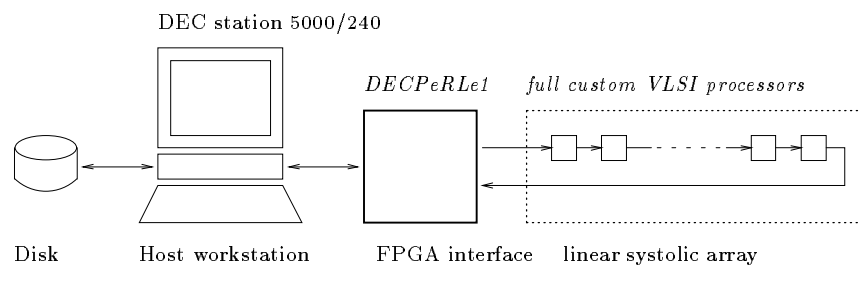 DEC station 5000/240
DECPeRLe1
full custom VLSI processors
Disk
Host workstation
FPGA interface
linear systolic array